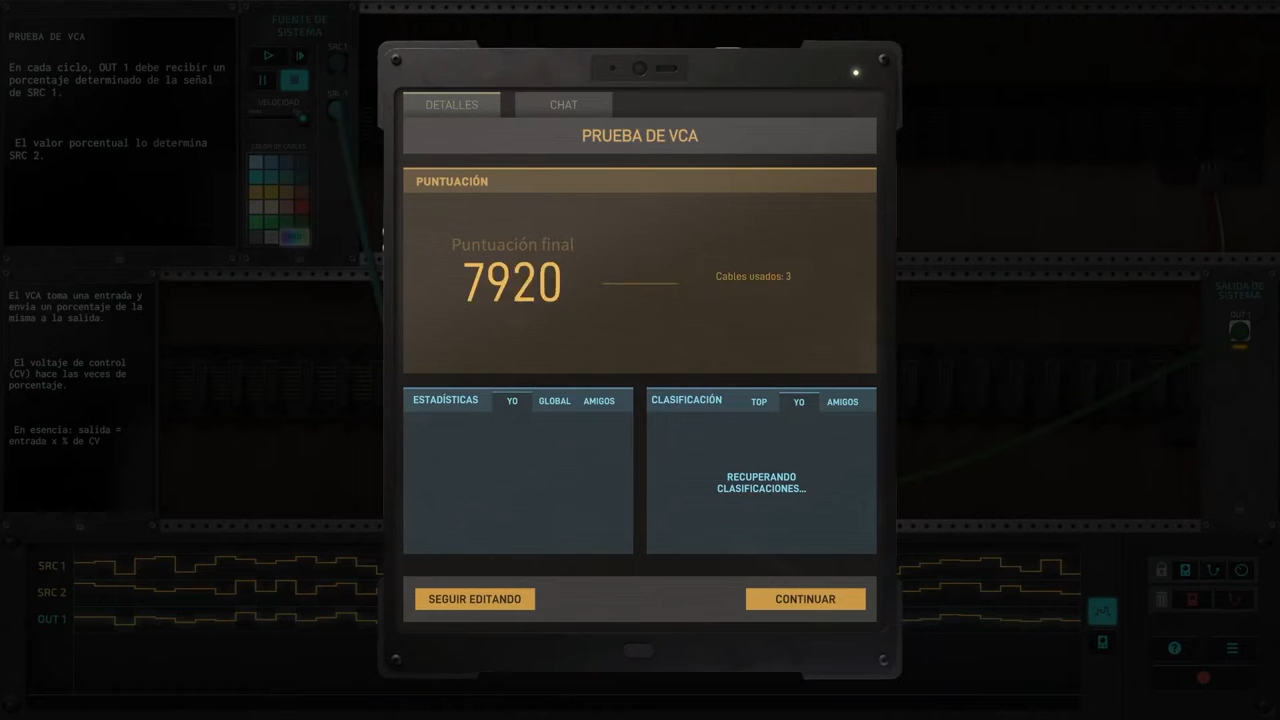 PRUEBA DE VCA
En cada ciclo, OUT 1 debe recibir un
porcentaje determinado de la señal
de SRC 1.
El valor porcentual lo determina
SRC 2.
FUENTE DE
SISTEMA
SRC 1
VELOCIDAD
COLOR DE CABLES
El VCA toma una entrada y
envía un porcentaje de la
misma a la salida.
El voltaje de control
(CV) hace las veces de
porcentaje.
En esencia: salida =
entrada x % de CV
DETALLES
CHAT
PRUEBA DE VCA
PUNTUACIÓN
Puntuación final
7920
Cables usados: 3
ESTADÍSTICAS
YO
GLOBAL
AMIGOS
CLASIFICACIÓN
TOP
YO
AMIGOS
RECUPERANDO
CLASIFICACIONES...
SEGUIR EDITANDO
CONTINUAR
SALIDA DE
SISTEMA
OUT 1
SRC 1
SRC 2
OUT 1